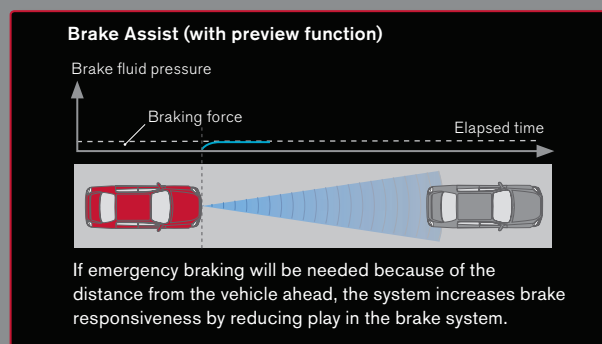 Brake Assist (with preview function)
Brake fluid pressure
Braking force
Elapsed time
If emergency braking will be needed because of the
distance from the vehicle ahead, the system increases brake
responsiveness by reducing play in the brake system.